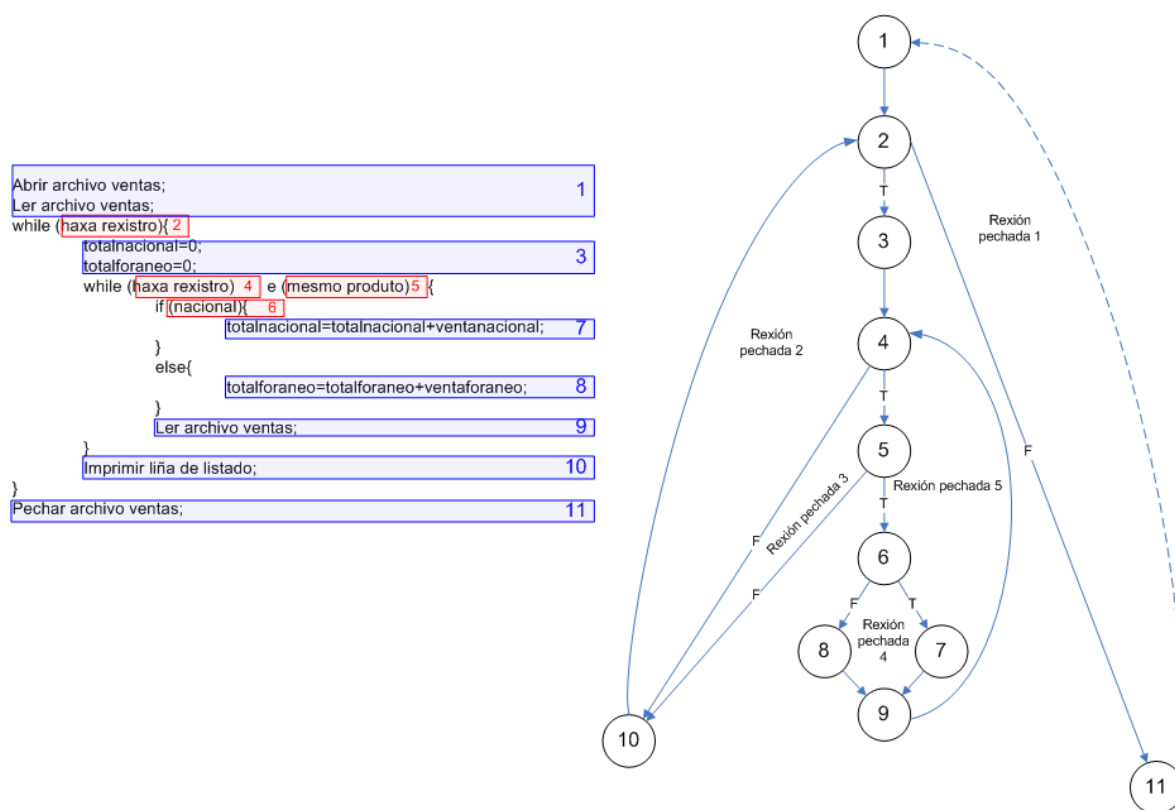 Abrir archivo ventas;
Ler archivo ventas;
1
while (haxa rexistro){ 2
totalnacional=0;
totalforaneo=0;
3
while (haxa rexistro) 4 e (mesmo produto) 5 {
if (nacional){ 6
totalnacional=totalnacional+ventanacional; 7
}
else{
totalforaneo=totalforaneo+ventaforaneo; 8
}
Ler archivo ventas; 9
}
Imprimir liña de listado; 10
}
Pechar archivo ventas; 11
1
2
T
Rexión
pechada 1
3
Rexión
pechada 2
4
T
F
5
Rexión pechada 3
T
Rexión pechada 5
F
6
F
F
T
Rexión
pechada
4
8
7
9
10
11